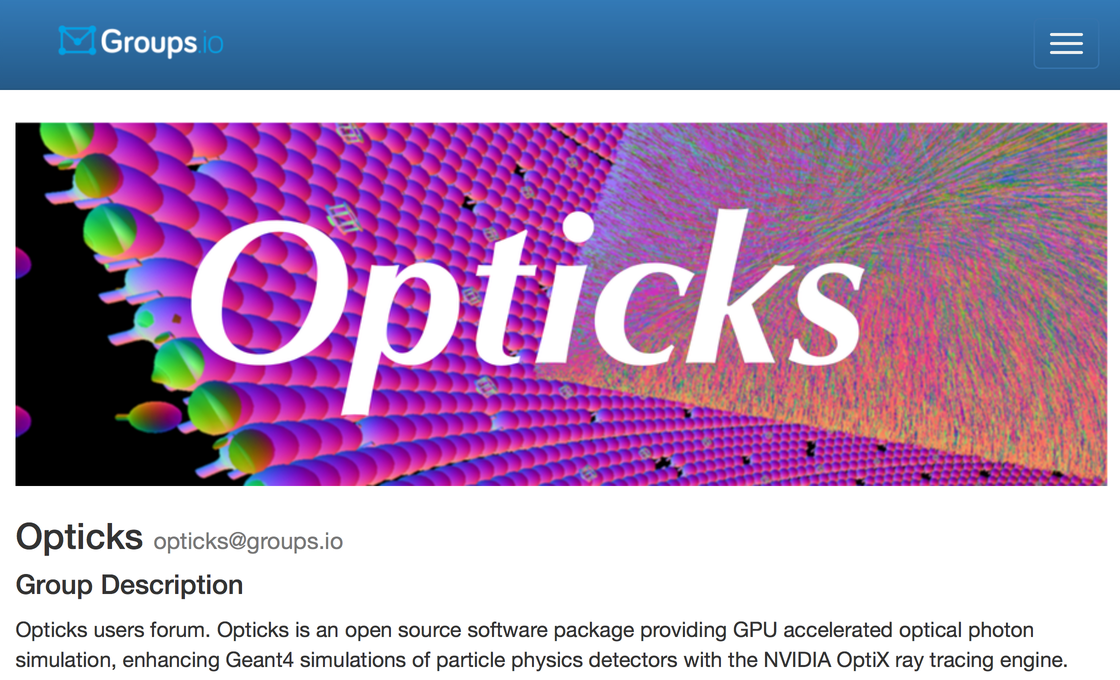 Groups.io
Opticks
Opticks opticks@groups.io
Group Description
Opticks users forum. Opticks is an open source software package providing GPU accelerated optical photon
simulation, enhancing Geant4 simulations of particle physics detectors with the NVIDIA OptiX ray tracing engine.